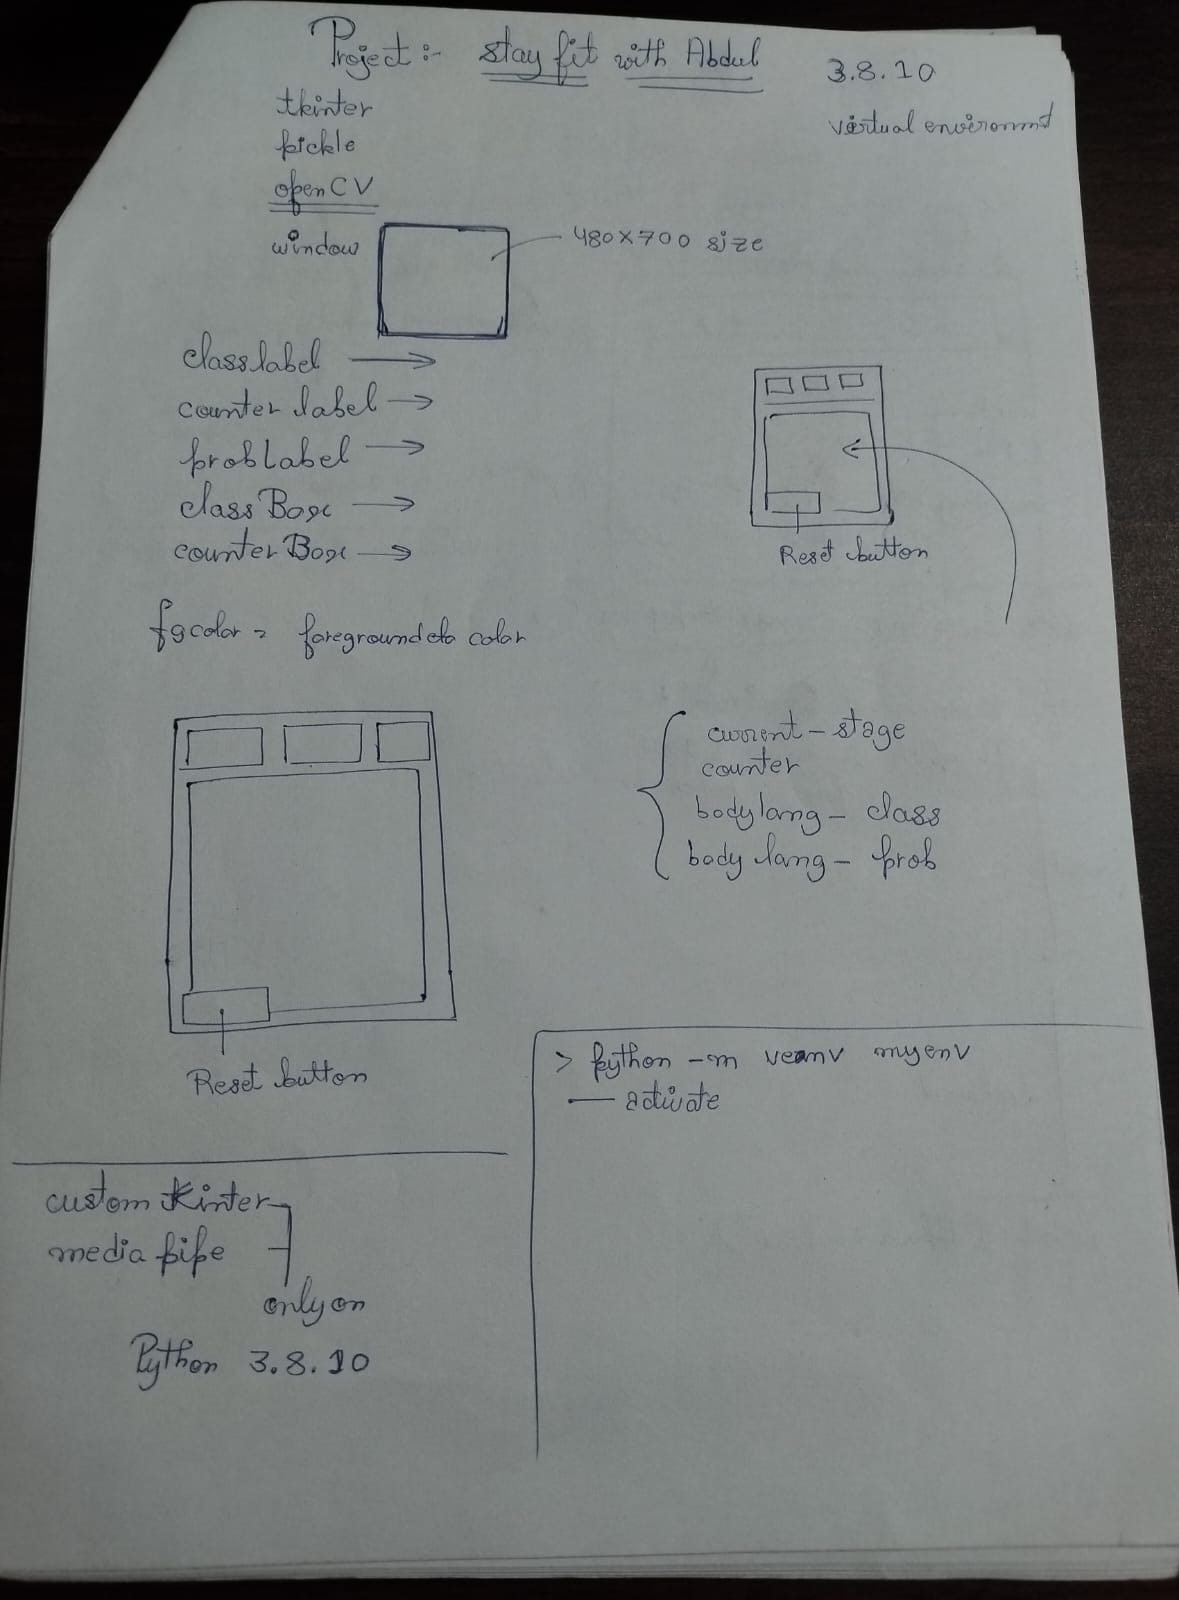 Project :- stay fit with Abdul
3.8.10
virtual environmt
tkinter
pickle
openCV
window
480x700 size
classlabel →
counter label →
probLabel →
class Box →
counter Box →
Reset button
fgcolor = foreground color
current - stage
counter
bodylang - class
body lang - prob
Reset button
> python -m venv myenv
— activate
custom tkinter
media pipe
only on
Python 3.8.10